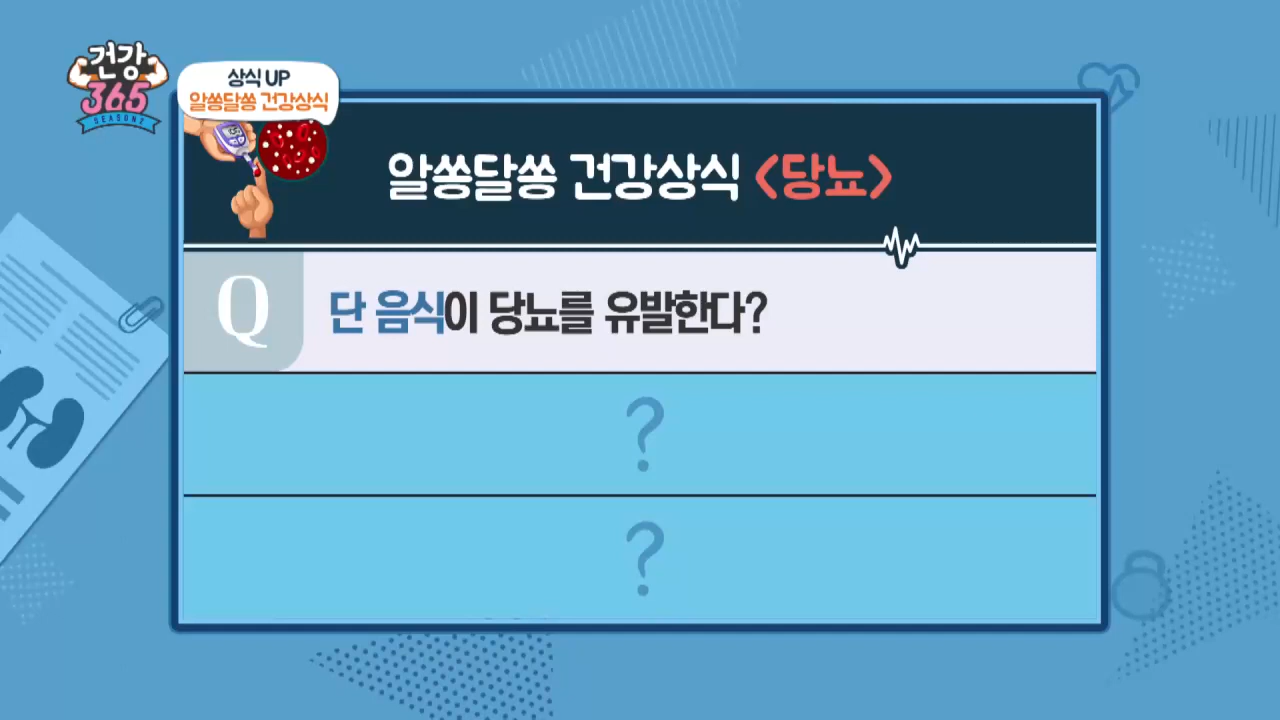 건강
365
SEASON2
상식 UP
알쏭달쏭 건강상식
알쏭달쏭 건강상식 <당뇨>
Q 단 음식이 당뇨를 유발한다?
?
?